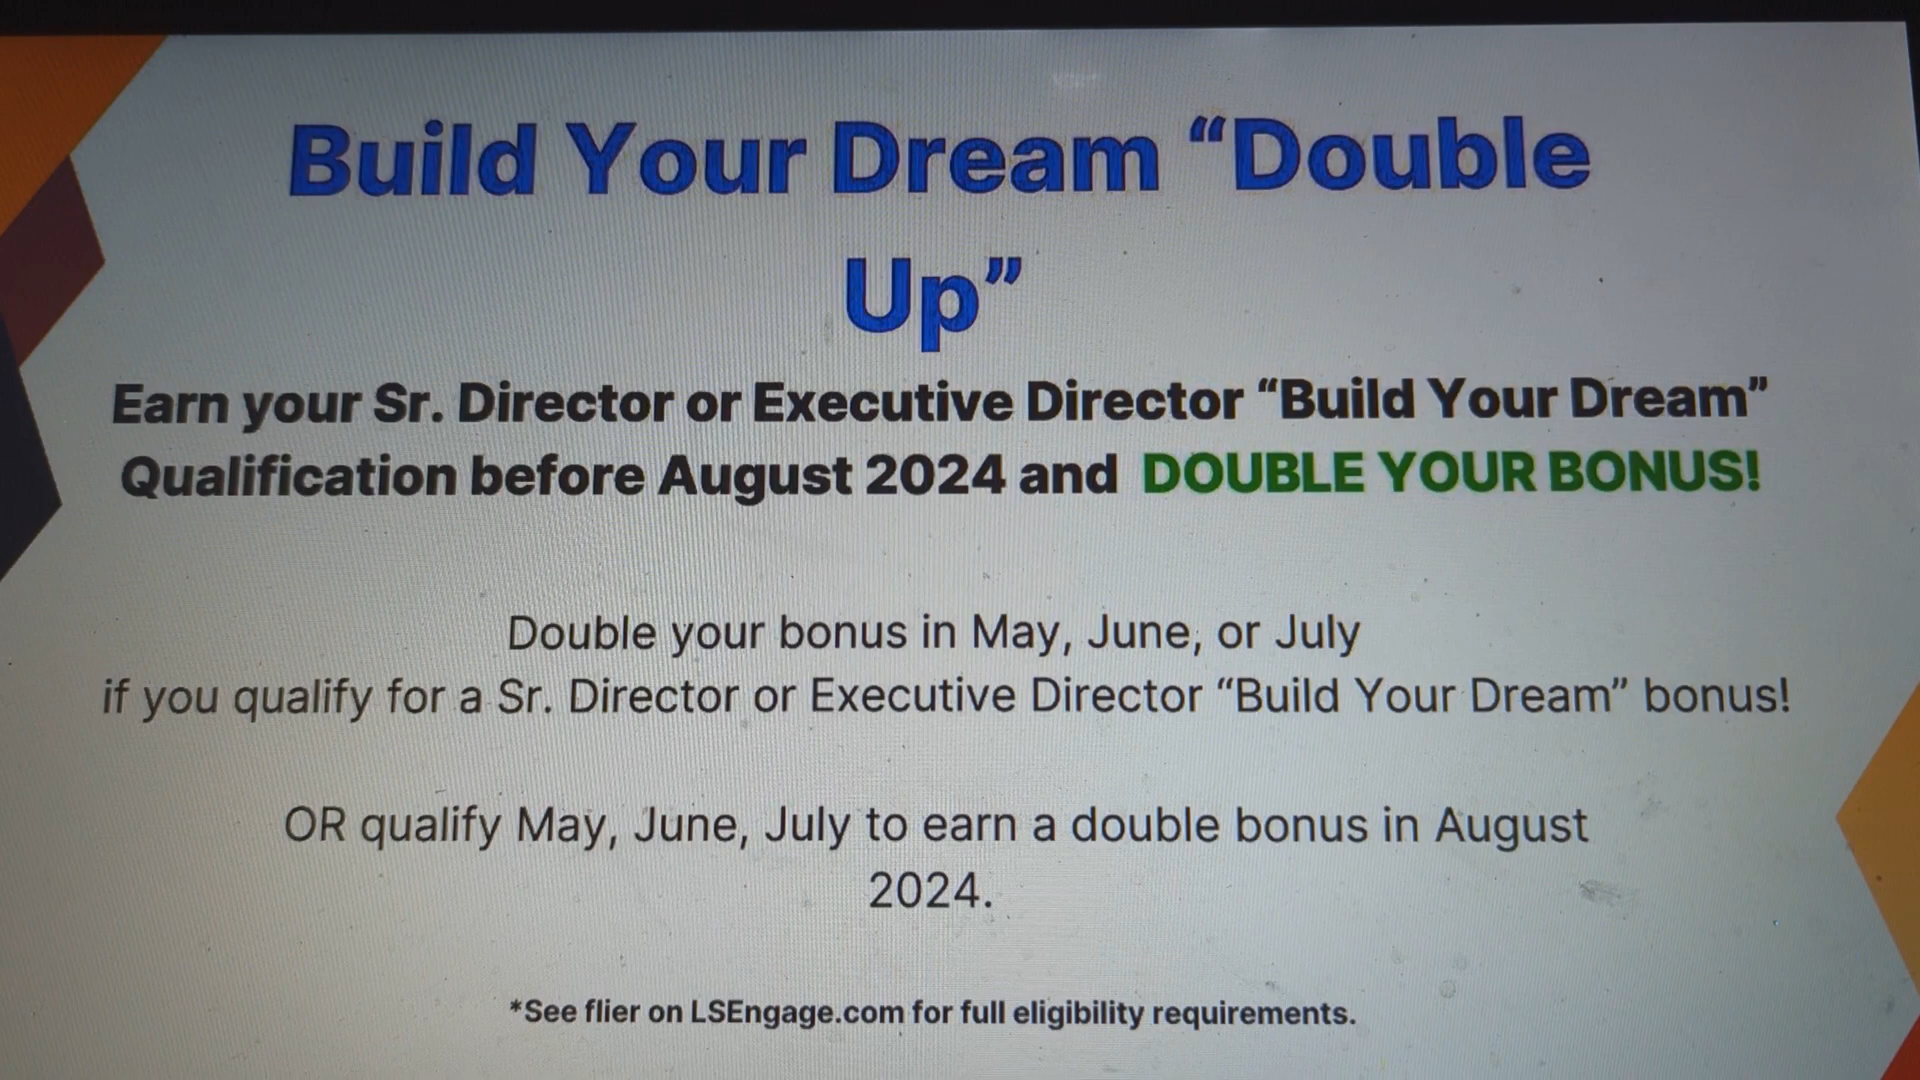 Build Your Dream “Double
Up”
Earn your Sr. Director or Executive Director “Build Your Dream”
Qualification before August 2024 and DOUBLE YOUR BONUS!
Double your bonus in May, June, or July
if you qualify for a Sr. Director or Executive Director “Build Your Dream” bonus!
OR qualify May, June, July to earn a double bonus in August
2024.
*See flier on LSEngage.com for full eligibility requirements.